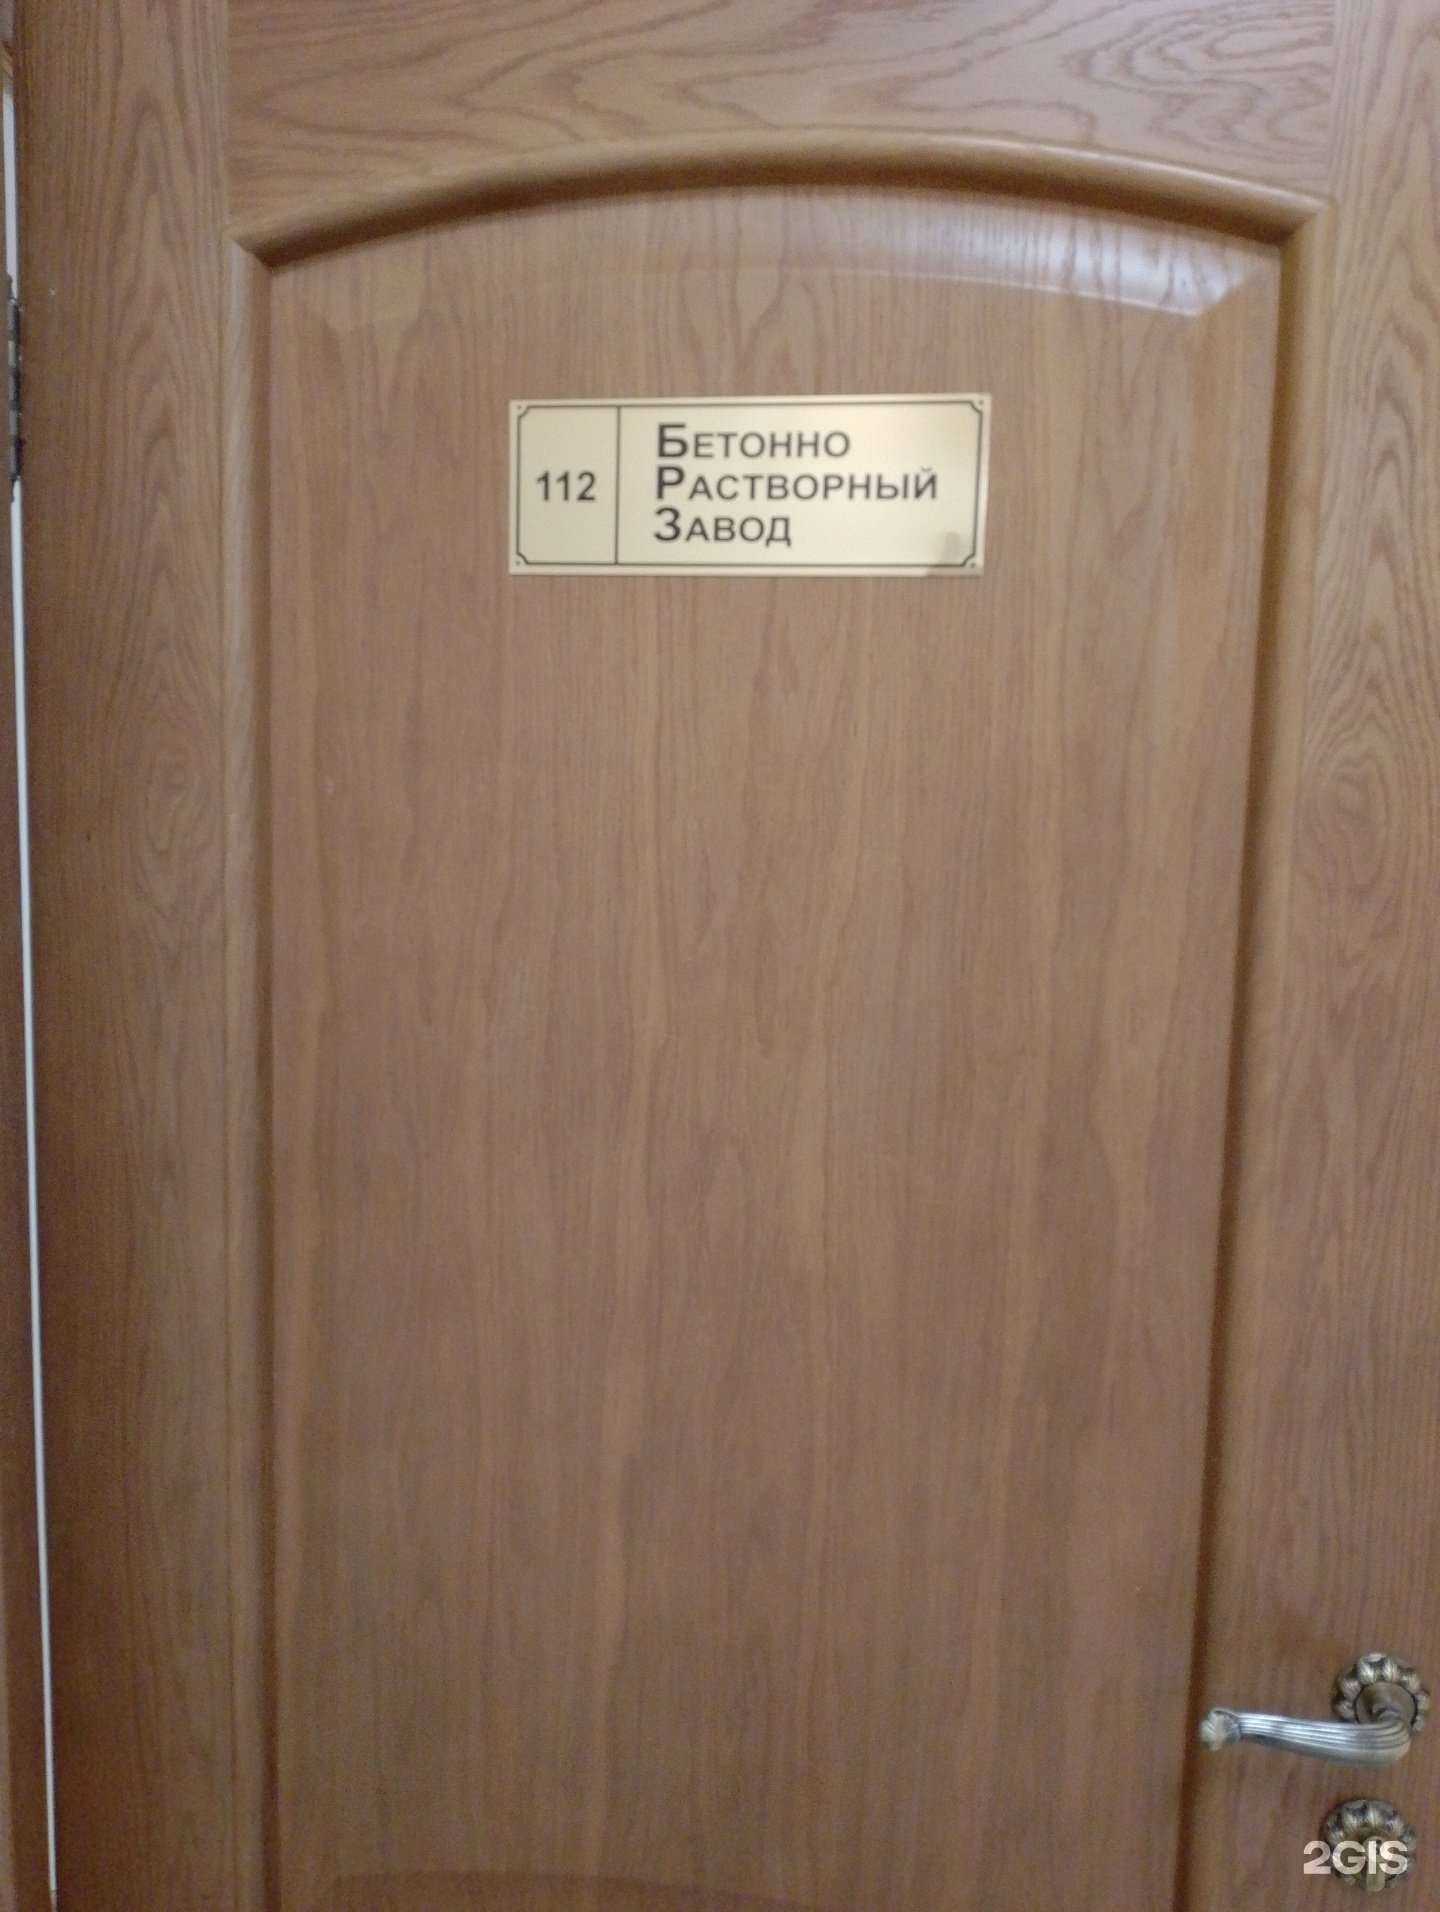 112
Бетонно
Растворный
Завод
2GIS